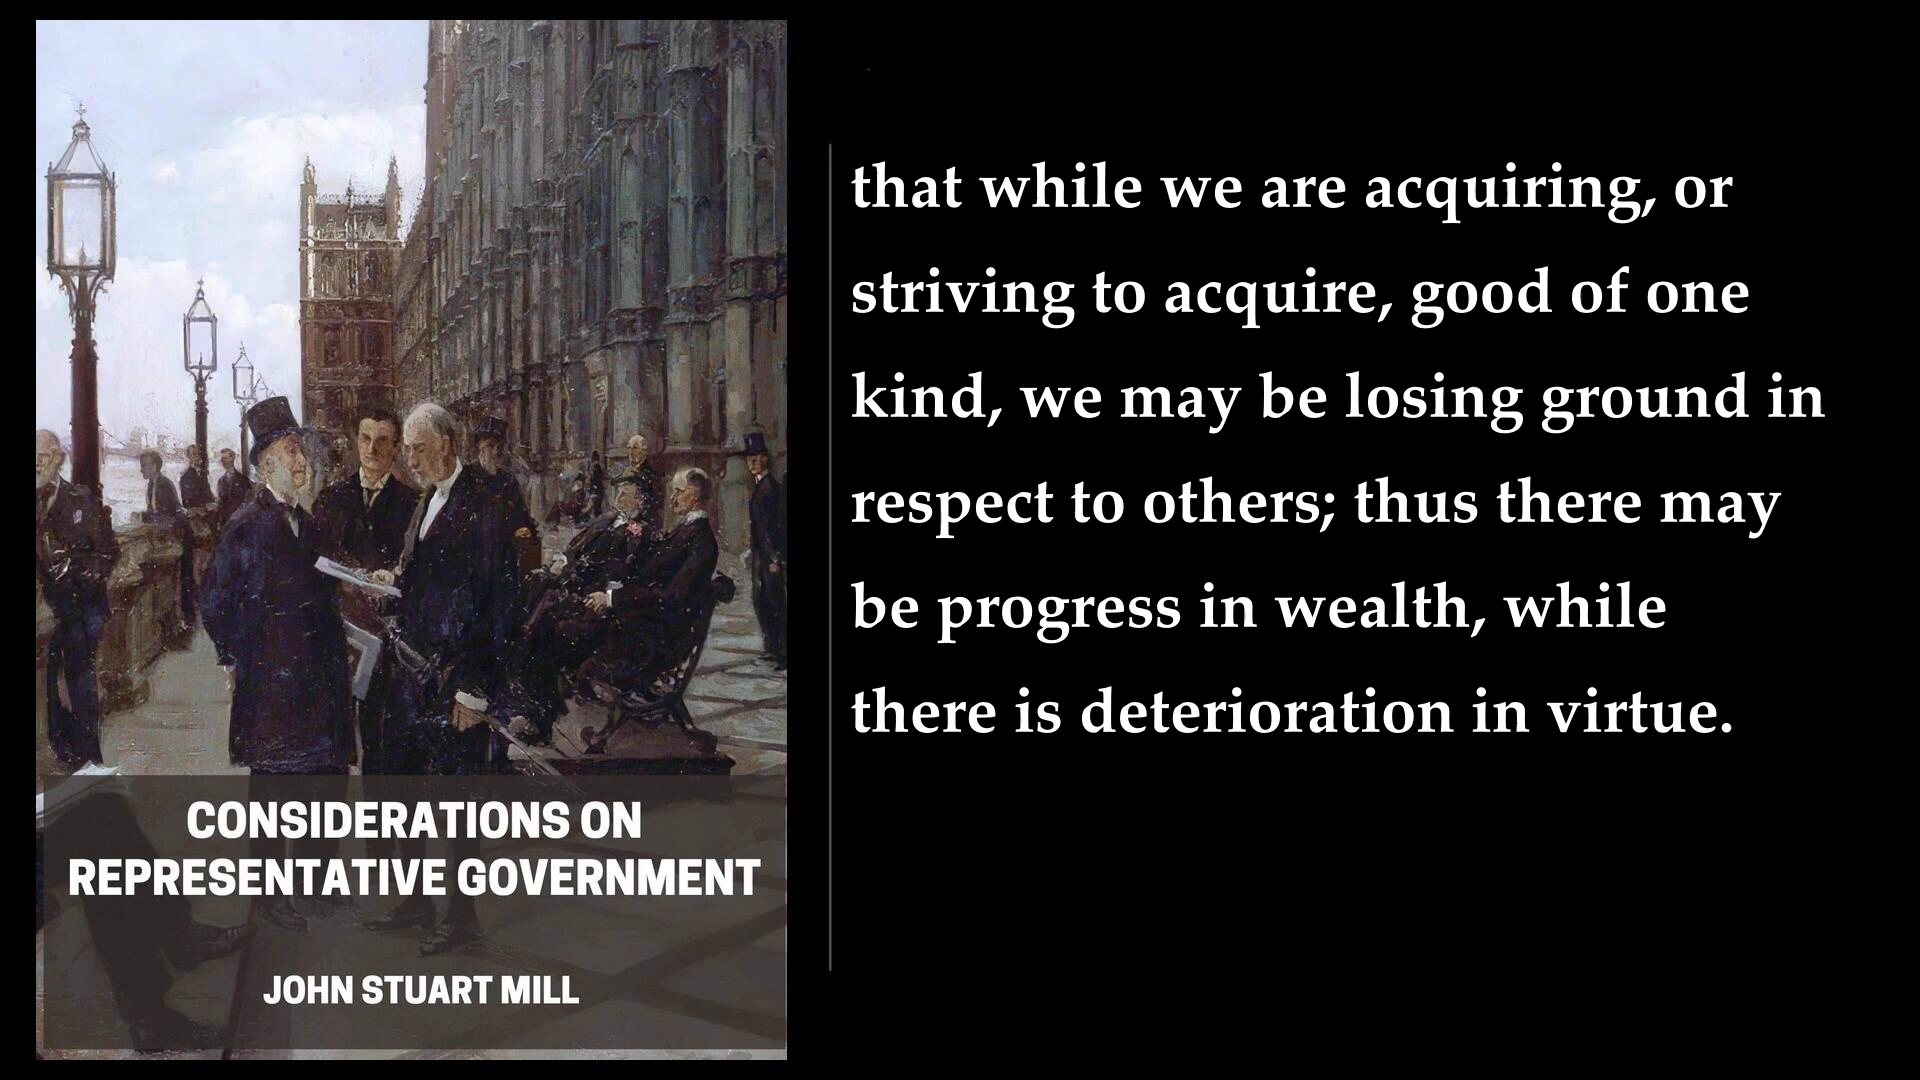 CONSIDERATIONS ON
REPRESENTATIVE GOVERNMENT
JOHN STUART MILL
that while we are acquiring, or
striving to acquire, good of one
kind, we may be losing ground in
respect to others; thus there may
be progress in wealth, while
there is deterioration in virtue.